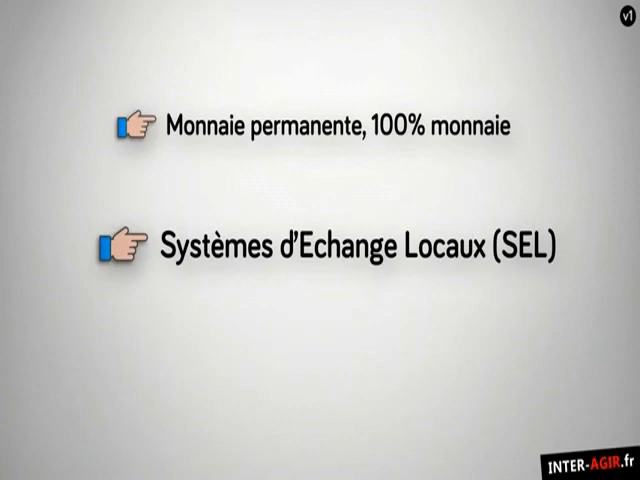 v1
Monnaie permanente, 100% monnaie
Systèmes d'Echange Locaux (SEL)
INTER-AGIR.fr